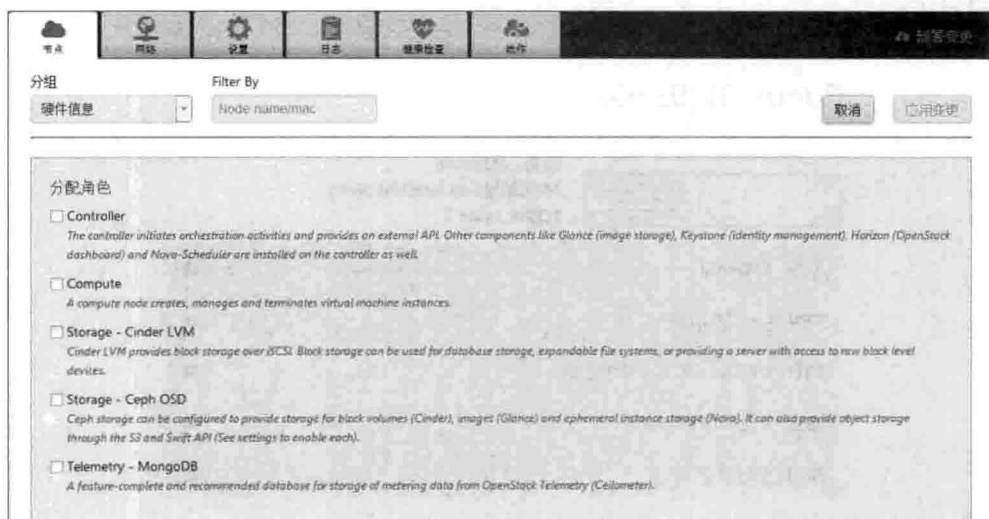 节点 网络 设置 日志 健康检查 动作 部署变更
分组 Filter By
硬件信息 Node name/mac 取消 应用变更
分配角色
Controller
The controller initiates orchestration activities and provides an external API. Other components like Glance (image storage), Keystone (identity management), Horizon (OpenStack
dashboard) and Nova-Scheduler are installed on the controller as well.
Compute
A compute node creates, manages and terminates virtual machine instances.
Storage - Cinder LVM
Cinder LVM provides block storage over iSCSI. Block storage can be used for database storage, expandable file systems, or providing a server with access to raw block level
devices.
Storage - Ceph OSD
Ceph storage can be configured to provide storage for block volumes (Cinder), images (Glance) and ephemeral instance storage (Nova). It can also provide object storage
through the S3 and Swift API (See settings to enable each).
Telemetry - MongoDB
A feature-complete and recommended database for storage of metering data from OpenStack Telemetry (Ceilometer).